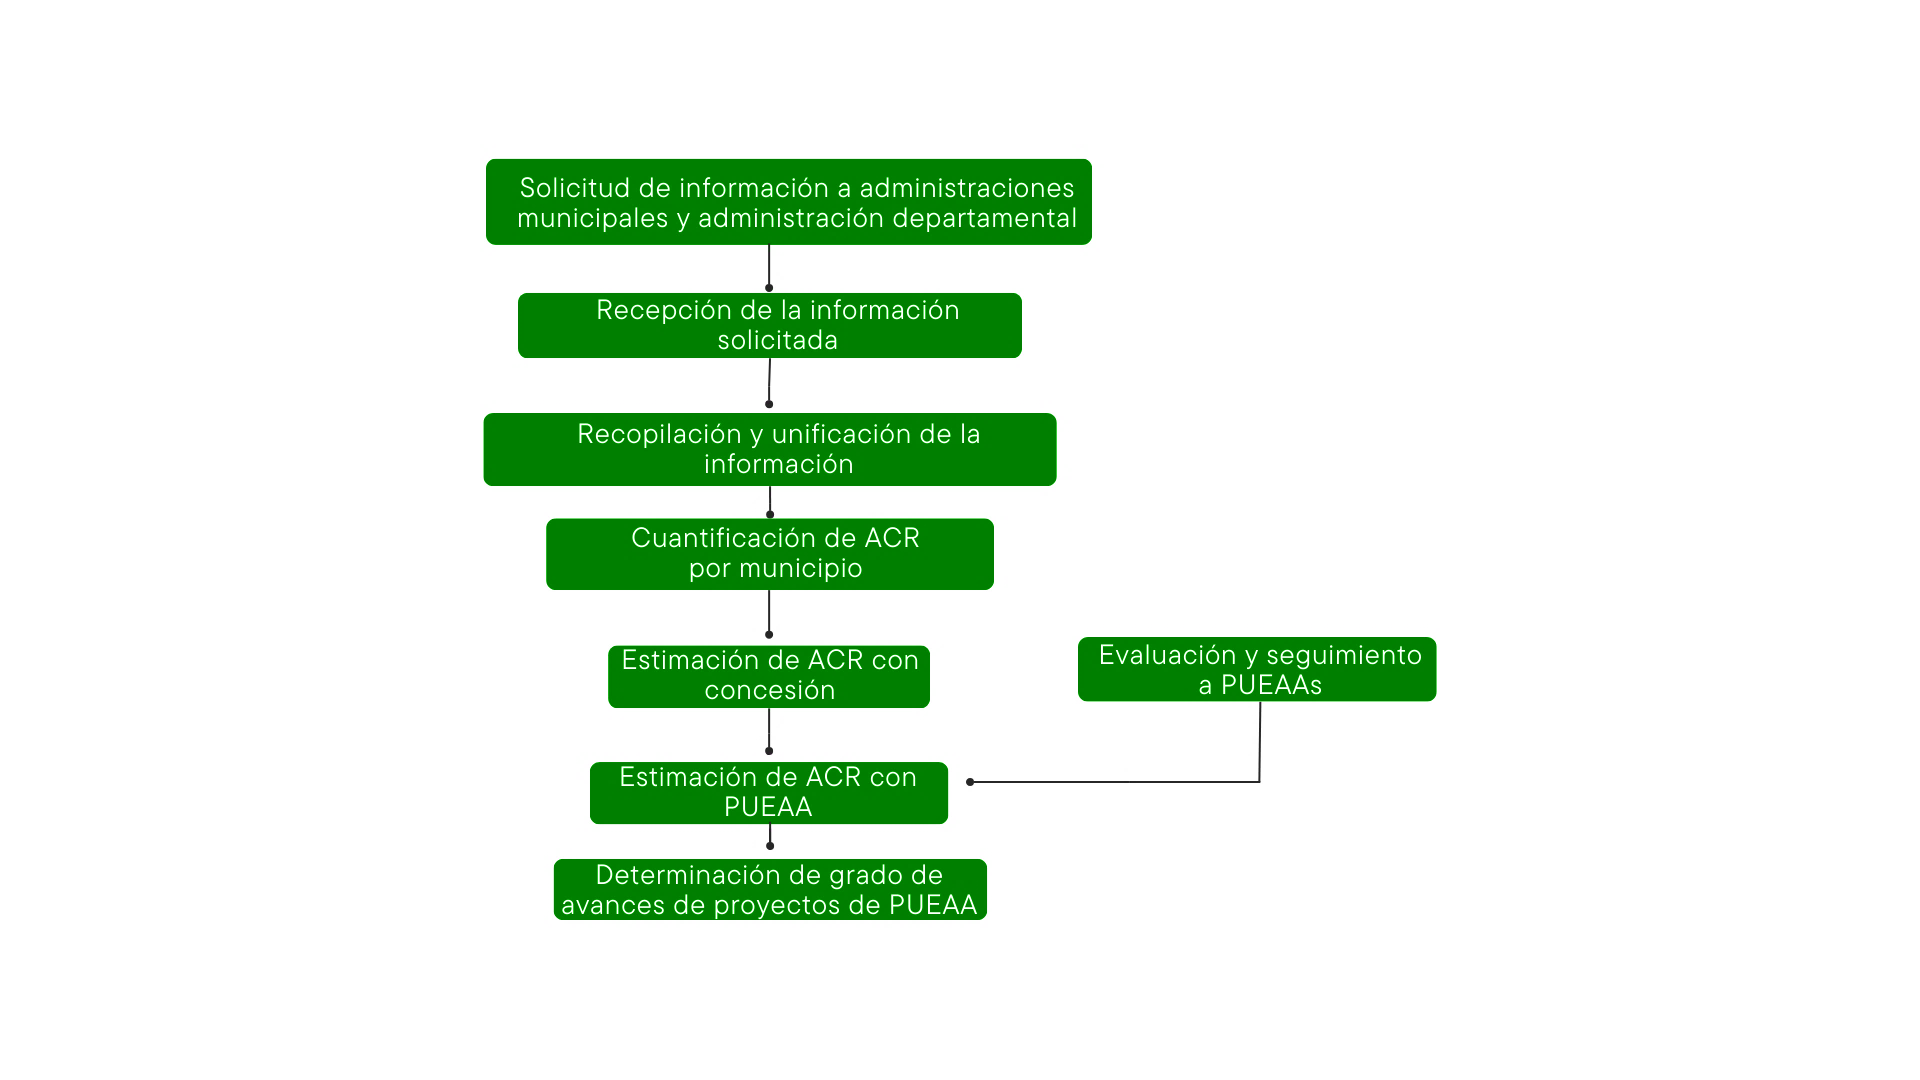 Solicitud de información a administraciones
municipales y administración departamental
Recepción de la información
solicitada
Recopilación y unificación de la
información
Cuantificación de ACR
por municipio
Estimación de ACR con
concesión
Evaluación y seguimiento
a PUEAAs
Estimación de ACR con
PUEAA
Determinación de grado de
avances de proyectos de PUEAA